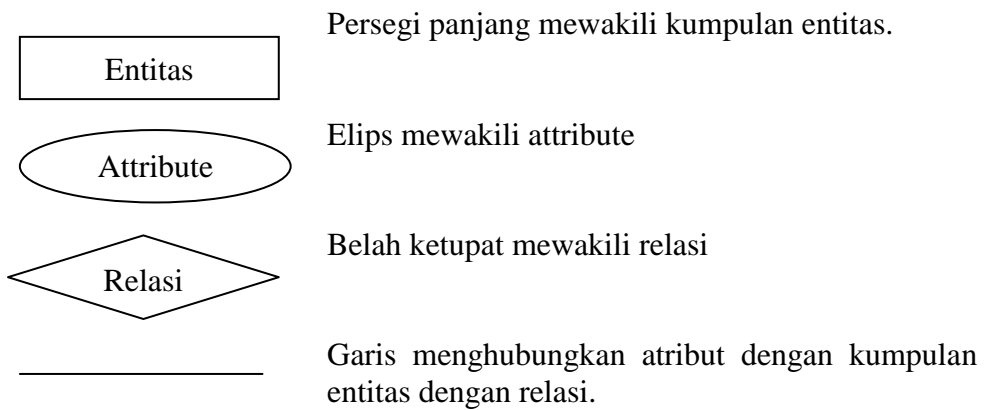 Persegi panjang mewakili kumpulan entitas.
Entitas
Elips mewakili attribute
Attribute
Belah ketupat mewakili relasi
Relasi
Garis menghubungkan atribut dengan kumpulan
entitas dengan relasi.